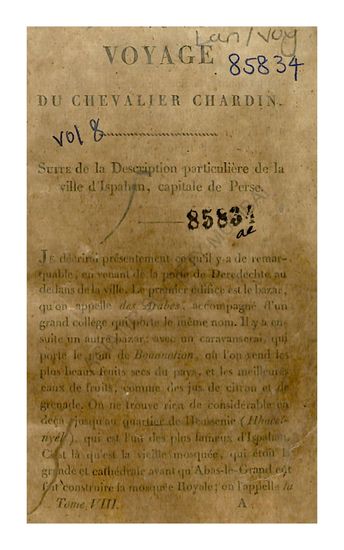 Lan/Voy
VOYAGE
85834
DU CHEVALIER CHARDIN.
vol 8
SUITE de la Description particulière de la
ville d'Ispahan, capitale de Perse.
85834
ae
JE décrirai présentement ce qu'il y a de remar-
quable, en venant de la porte de Deredechte au
dedans de la ville. Le premier édifice est le bazar,
qu'on appelle des Arabes, accompagné d'un
grand collége qui porte le même nom. Il y a en-
suite un autre bazar, avec un caravanserai, qui
porte le nom de où l'on vend les
plus beaux fruits secs du pays, et les meilleures
eaux de fruits, comme des jus de citron et de
grenade. On ne trouve rien de considérable en
deçà jusqu'au quartier de
qui est l'un des plus fameux d'Ispahan.
C'est là qu'est la vieille mosquée, qui étoit la
grande et cathédrale avant qu'Abas-le-Grand eût
fait construire la mosquée Royale; on l'appelle la
Tome VIII. A